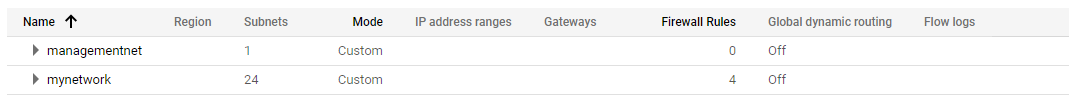 Name Region Subnets Mode IP address ranges Gateways Firewall Rules Global dynamic routing Flow logs
managementnet 1 Custom 0 Off
mynetwork 24 Custom 4 Off